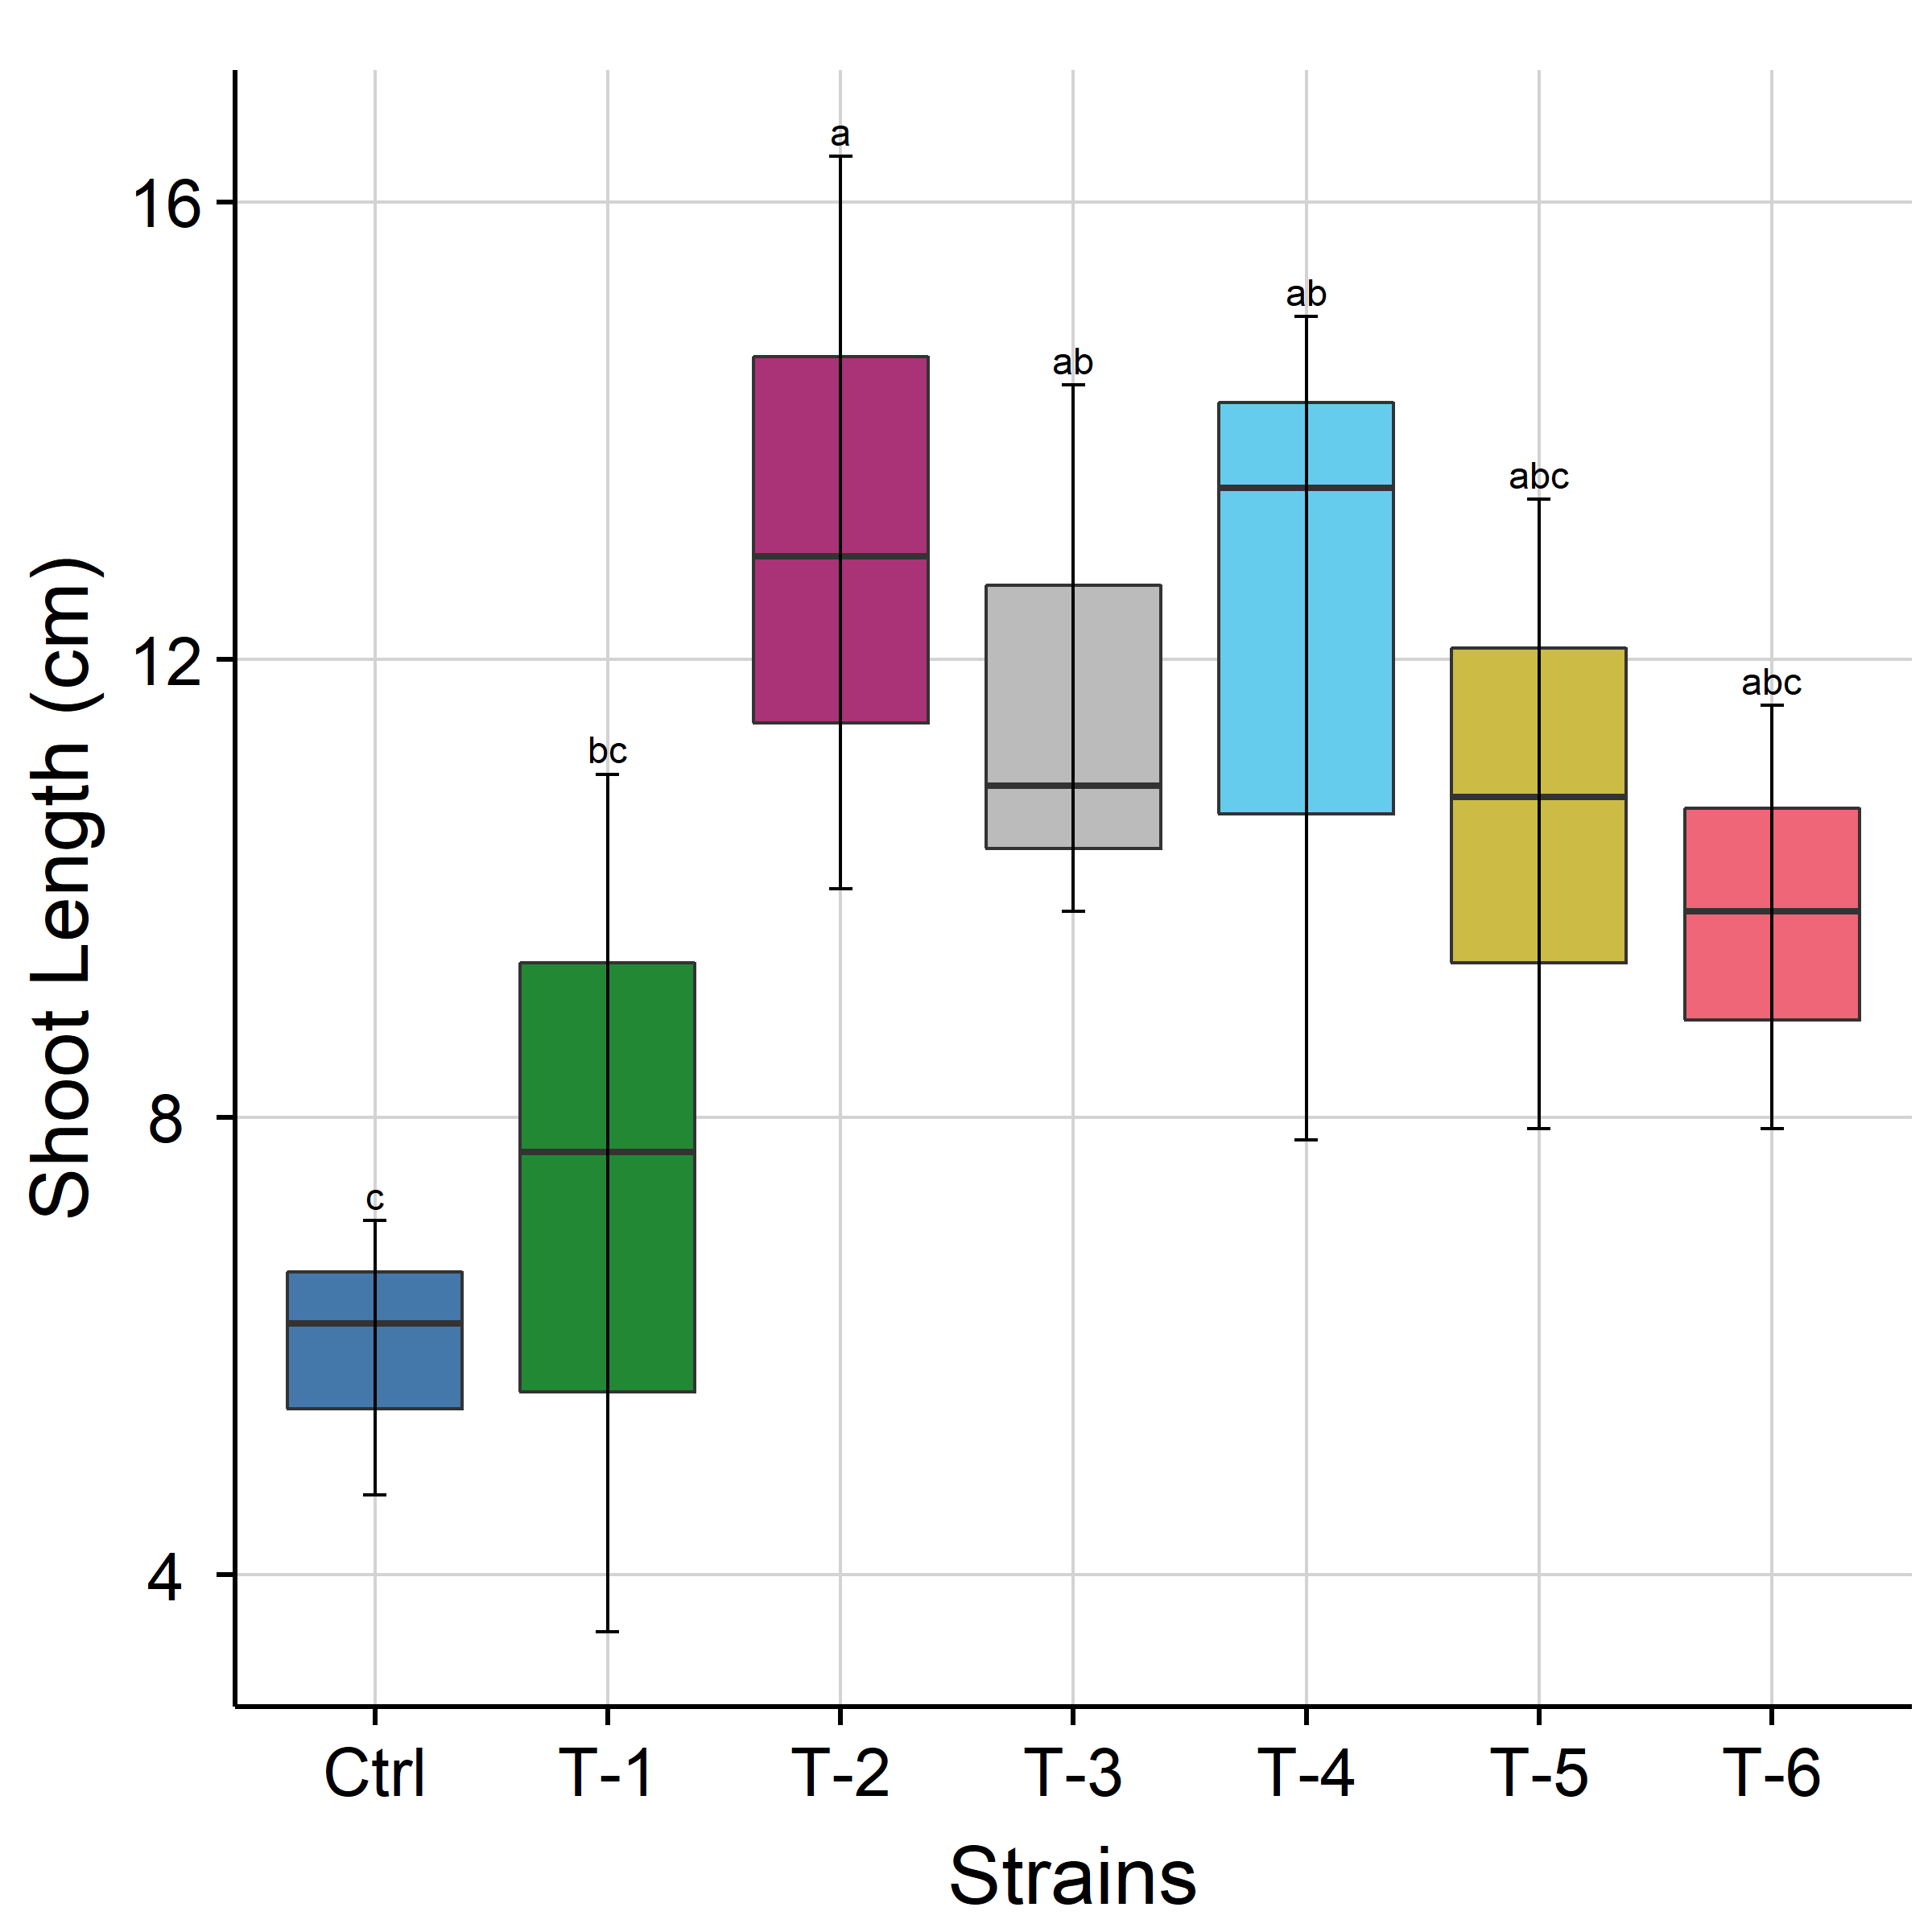 Shoot Length (cm)
16
12
8
4
a
ab
ab
abc
abc
bc
c
Ctrl T-1 T-2 T-3 T-4 T-5 T-6
Strains